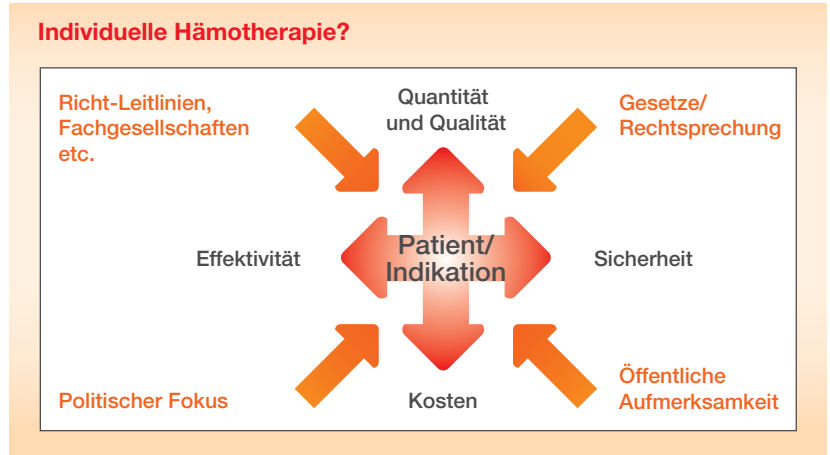 Individuelle Hämotherapie?
Richt-Leitlinien,
Fachgesellschaften
etc.
Quantität
und Qualität
Gesetze/
Rechtsprechung
Effektivität
Patient/
Indikation
Sicherheit
Politischer Fokus
Kosten
Öffentliche
Aufmerksamkeit